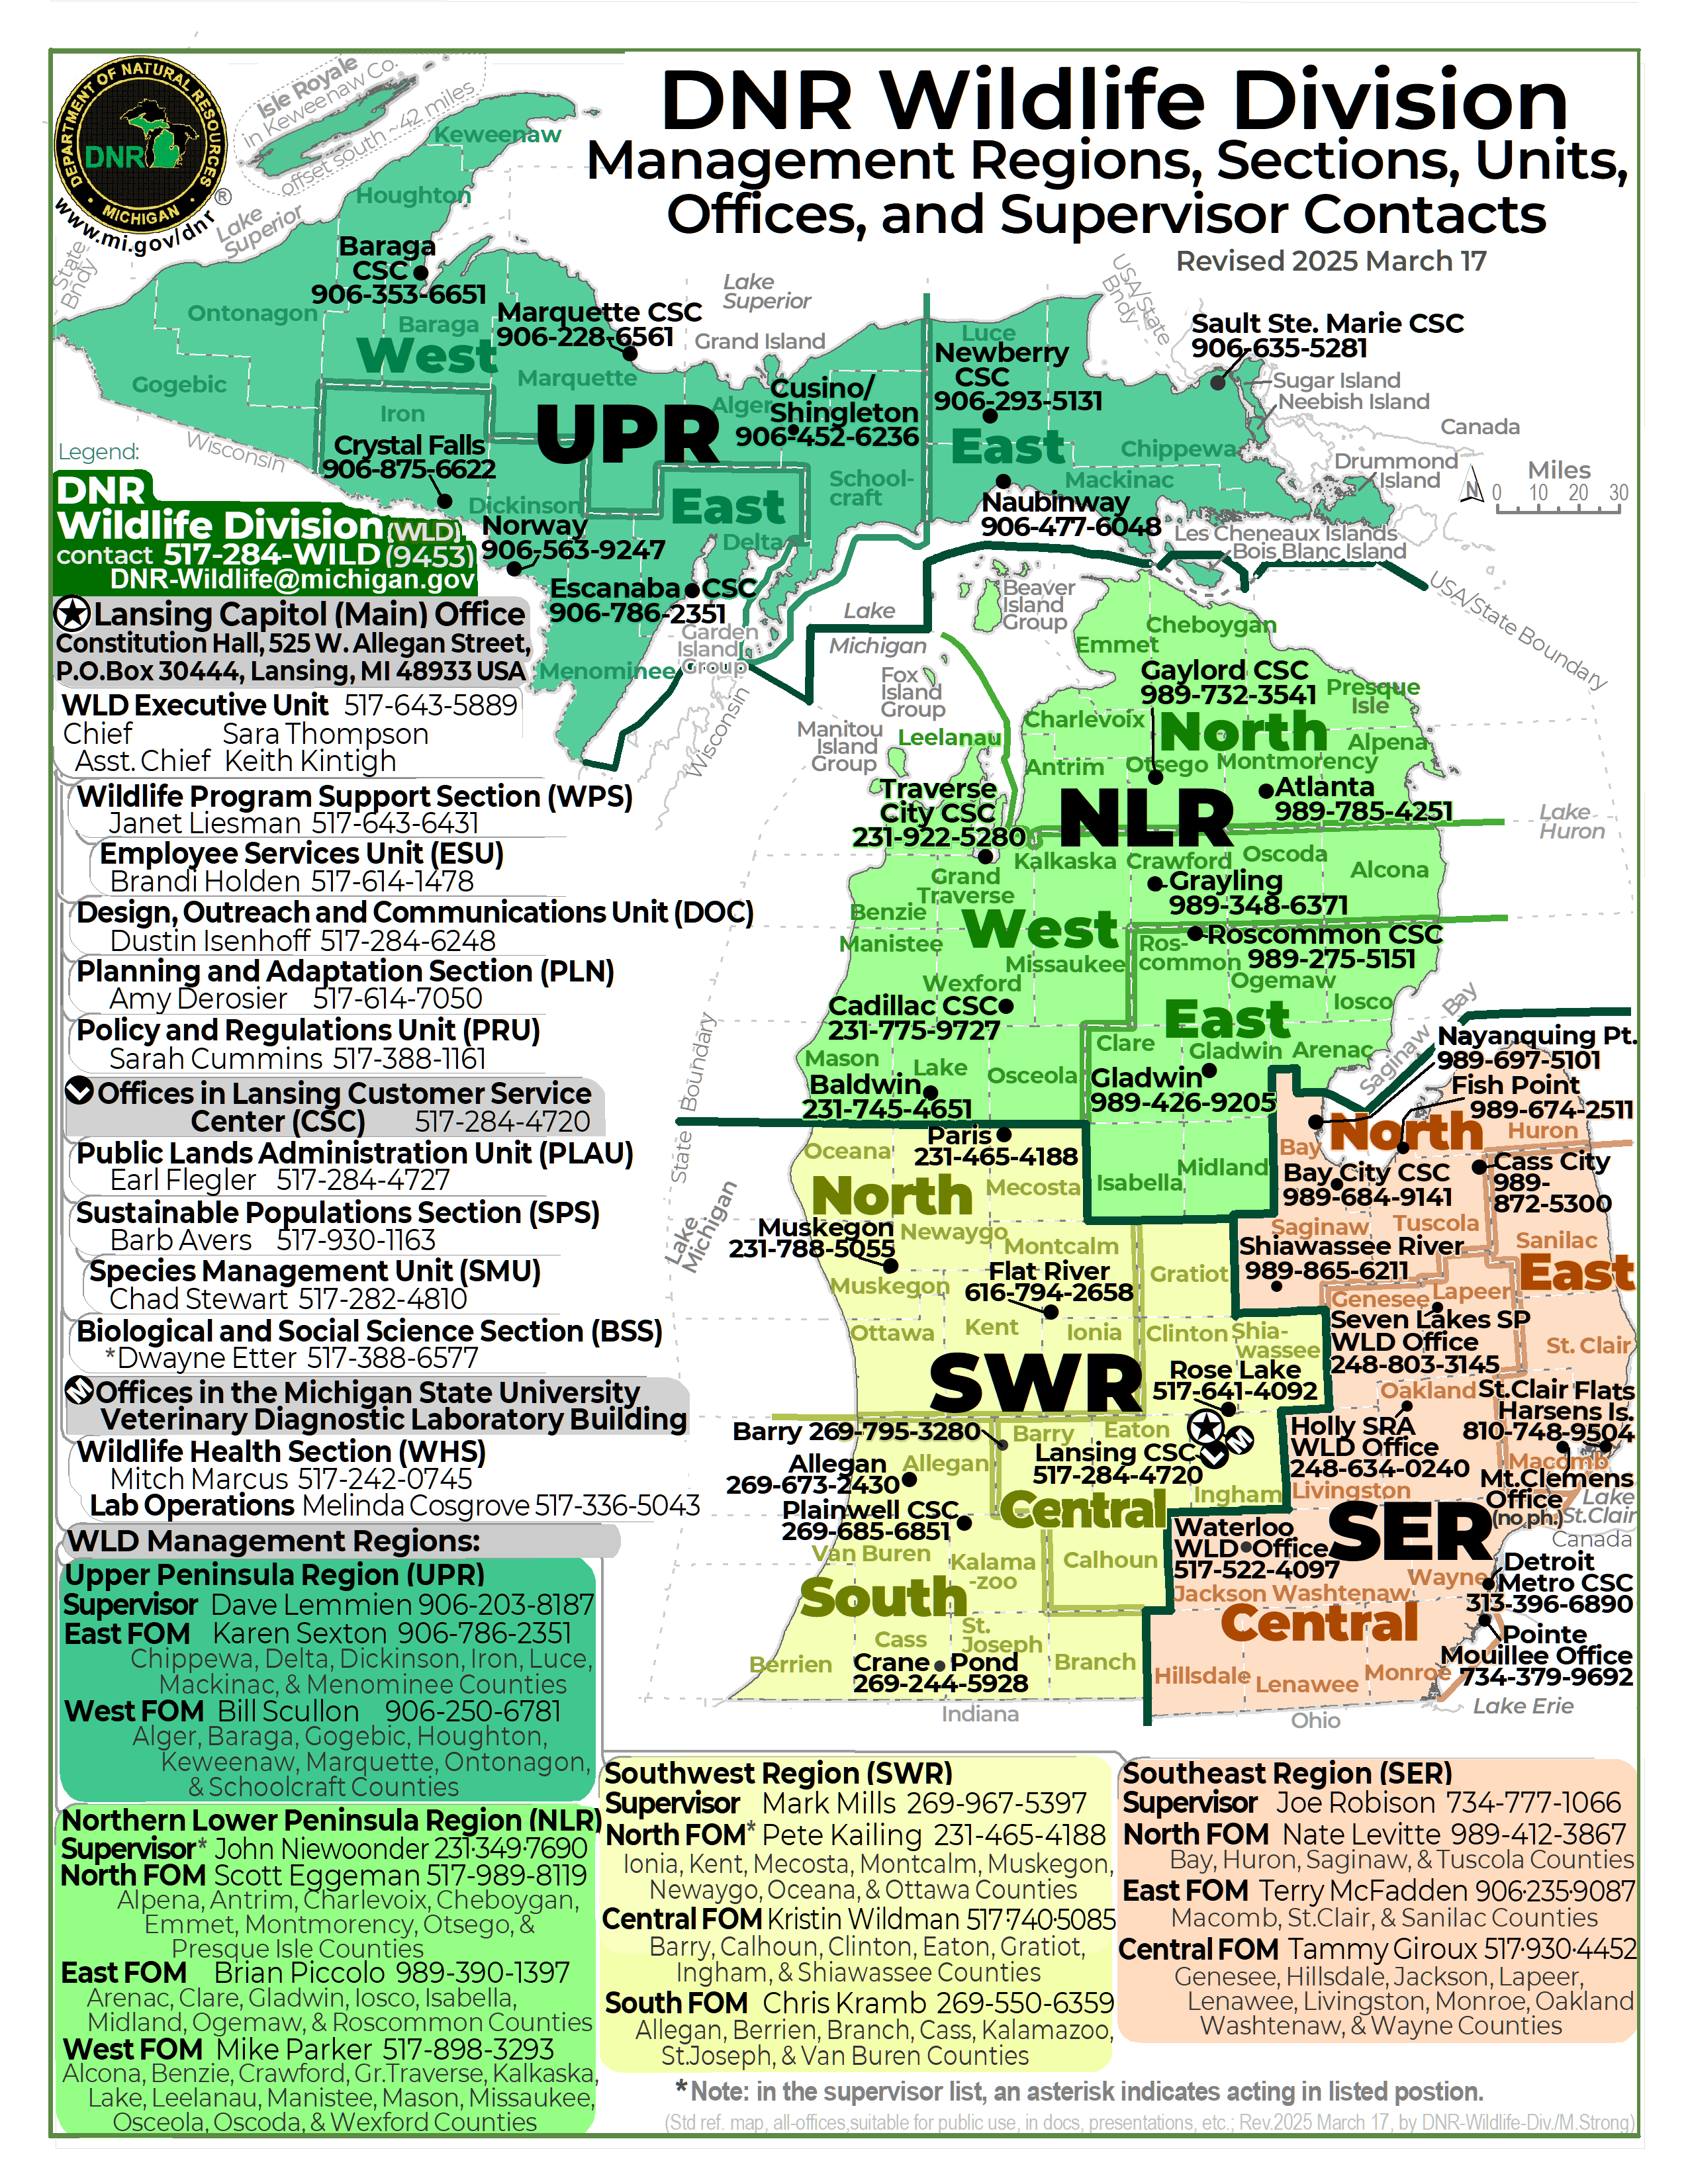 DNR Wildlife Division
Management Regions, Sections, Units,
Offices, and Supervisor Contacts
Revised 2025 March 17
DEPARTMENT OF NATURAL RESOURCES
DNR
• MICHIGAN •
®
www.mi.gov/dnr
Isle Royale
in Keweenaw Co.
offset south ~42 miles
Lake
Superior
State
Bndy
Keweenaw
Houghton
Baraga
CSC
906-353-6651
Ontonagon
Baraga
West
Gogebic
Marquette CSC
906-228-6561
Marquette
Lake
Superior
Grand Island
Iron
Crystal Falls
906-875-6622
Wisconsin
UPR
Alger
Cusino/
Shingleton
906-452-6236
School-
craft
Dickinson
East
Delta
Norway
906-563-9247
Escanaba CSC
906-786-2351
Menominee
Garden
Island
Group
Wisconsin
Luce
Newberry
CSC
906-293-5131
East
Naubinway
906-477-6048
Mackinac
Chippewa
USA/State
Bndy
Sault Ste. Marie CSC
906-635-5281
Sugar Island
Neebish Island
Canada
Drummond
Island
N
Miles
0 10 20 30
Les Cheneaux Islands
Bois Blanc Island
USA/State Boundary
Lake
Michigan
Beaver
Island
Group
Fox
Island
Group
Manitou
Island
Group
Leelanau
Emmet
Cheboygan
Gaylord CSC
989-732-3541
Presque
Isle
Charlevoix
North
Alpena
Antrim
Otsego
Montmorency
Atlanta
989-785-4251
Traverse
City CSC
231-922-5280
NLR
Lake
Huron
Kalkaska
Crawford
Oscoda
Alcona
Grayling
989-348-6371
Grand
Traverse
Benzie
West
Manistee
Missaukee
Wexford
Ros-
common
Roscommon CSC
989-275-5151
Ogemaw
Iosco
Cadillac CSC
231-775-9727
East
Clare
Gladwin
Arenac
Gladwin
989-426-9205
Mason
Lake
Osceola
Baldwin
231-745-4651
Isabella
Midland
State Boundary
Lake
Michigan
Saginaw Bay
Nayanquing Pt.
989-697-5101
Fish Point
989-674-2511
North
Huron
Bay
Bay City CSC
989-684-9141
Cass City
989-
872-5300
Saginaw
Tuscola
Sanilac
Shiawassee River
989-865-6211
East
Genesee
Lapeer
Seven Lakes SP
WLD Office
248-803-3145
St. Clair
Oakland
St.Clair Flats
Harsens Is.
810-748-9504
Holly SRA
WLD Office
248-634-0240
Macomb
Mt.Clemens
Office
(no ph.)
Lake
St.Clair
Canada
Livingston
SER
Waterloo
WLD Office
517-522-4097
Wayne
Detroit
Metro CSC
313-396-6890
Jackson
Washtenaw
Central
Pointe
Mouillee Office
734-379-9692
Hillsdale
Lenawee
Monroe
Lake Erie
Ohio
Oceana
Paris
231-465-4188
North
Mecosta
Muskegon
231-788-5055
Newaygo
Montcalm
Gratiot
Muskegon
Flat River
616-794-2658
Ottawa
Kent
Ionia
Clinton
Shia-
wassee
SWR
Rose Lake
517-641-4092
Barry 269-795-3280
Barry
Eaton
Allegan
269-673-2430
Allegan
Lansing CSC
517-284-4720
L
M
Ingham
Plainwell CSC
269-685-6851
Central
Van Buren
Kalama
-zoo
Calhoun
South
Cass
St.
Joseph
Branch
Berrien
Crane Pond
269-244-5928
Indiana
Legend:
DNR
Wildlife Division (WLD)
contact 517-284-WILD (9453)
DNR-Wildlife@michigan.gov
Lansing Capitol (Main) Office
Constitution Hall, 525 W. Allegan Street,
P.O.Box 30444, Lansing, MI 48933 USA
WLD Executive Unit 517-643-5889
Chief Sara Thompson
Asst. Chief Keith Kintigh
Wildlife Program Support Section (WPS)
Janet Liesman 517-643-6431
Employee Services Unit (ESU)
Brandi Holden 517-614-1478
Design, Outreach and Communications Unit (DOC)
Dustin Isenhoff 517-284-6248
Planning and Adaptation Section (PLN)
Amy Derosier 517-614-7050
Policy and Regulations Unit (PRU)
Sarah Cummins 517-388-1161
L Offices in Lansing Customer Service
Center (CSC) 517-284-4720
Public Lands Administration Unit (PLAU)
Earl Flegler 517-284-4727
Sustainable Populations Section (SPS)
Barb Avers 517-930-1163
Species Management Unit (SMU)
Chad Stewart 517-282-4810
Biological and Social Science Section (BSS)
*Dwayne Etter 517-388-6577
M Offices in the Michigan State University
Veterinary Diagnostic Laboratory Building
Wildlife Health Section (WHS)
Mitch Marcus 517-242-0745
Lab Operations Melinda Cosgrove 517-336-5043
WLD Management Regions:
Upper Peninsula Region (UPR)
Supervisor Dave Lemmien 906-203-8187
East FOM Karen Sexton 906-786-2351
Chippewa, Delta, Dickinson, Iron, Luce,
Mackinac, & Menominee Counties
West FOM Bill Scullon 906-250-6781
Alger, Baraga, Gogebic, Houghton,
Keweenaw, Marquette, Ontonagon,
& Schoolcraft Counties
Northern Lower Peninsula Region (NLR)
Supervisor* John Niewoonder 231·349·7690
North FOM Scott Eggeman 517-989-8119
Alpena, Antrim, Charlevoix, Cheboygan,
Emmet, Montmorency, Otsego, &
Presque Isle Counties
East FOM Brian Piccolo 989-390-1397
Arenac, Clare, Gladwin, Iosco, Isabella,
Midland, Ogemaw, & Roscommon Counties
West FOM Mike Parker 517-898-3293
Alcona, Benzie, Crawford, Gr.Traverse, Kalkaska,
Lake, Leelanau, Manistee, Mason, Missaukee,
Osceola, Oscoda, & Wexford Counties
Southwest Region (SWR)
Supervisor Mark Mills 269-967-5397
North FOM* Pete Kailing 231-465-4188
Ionia, Kent, Mecosta, Montcalm, Muskegon,
Newaygo, Oceana, & Ottawa Counties
Central FOM Kristin Wildman 517·740·5085
Barry, Calhoun, Clinton, Eaton, Gratiot,
Ingham, & Shiawassee Counties
South FOM Chris Kramb 269-550-6359
Allegan, Berrien, Branch, Cass, Kalamazoo,
St.Joseph, & Van Buren Counties
Southeast Region (SER)
Supervisor Joe Robison 734-777-1066
North FOM Nate Levitte 989-412-3867
Bay, Huron, Saginaw, & Tuscola Counties
East FOM Terry McFadden 906·235·9087
Macomb, St.Clair, & Sanilac Counties
Central FOM Tammy Giroux 517·930·4452
Genesee, Hillsdale, Jackson, Lapeer,
Lenawee, Livingston, Monroe, Oakland
Washtenaw, & Wayne Counties
*Note: in the supervisor list, an asterisk indicates acting in listed postion.
(Std ref. map, all-offices,suitable for public use, in docs, presentations, etc.; Rev.2025 March 17, by DNR-Wildlife-Div./M.Strong)